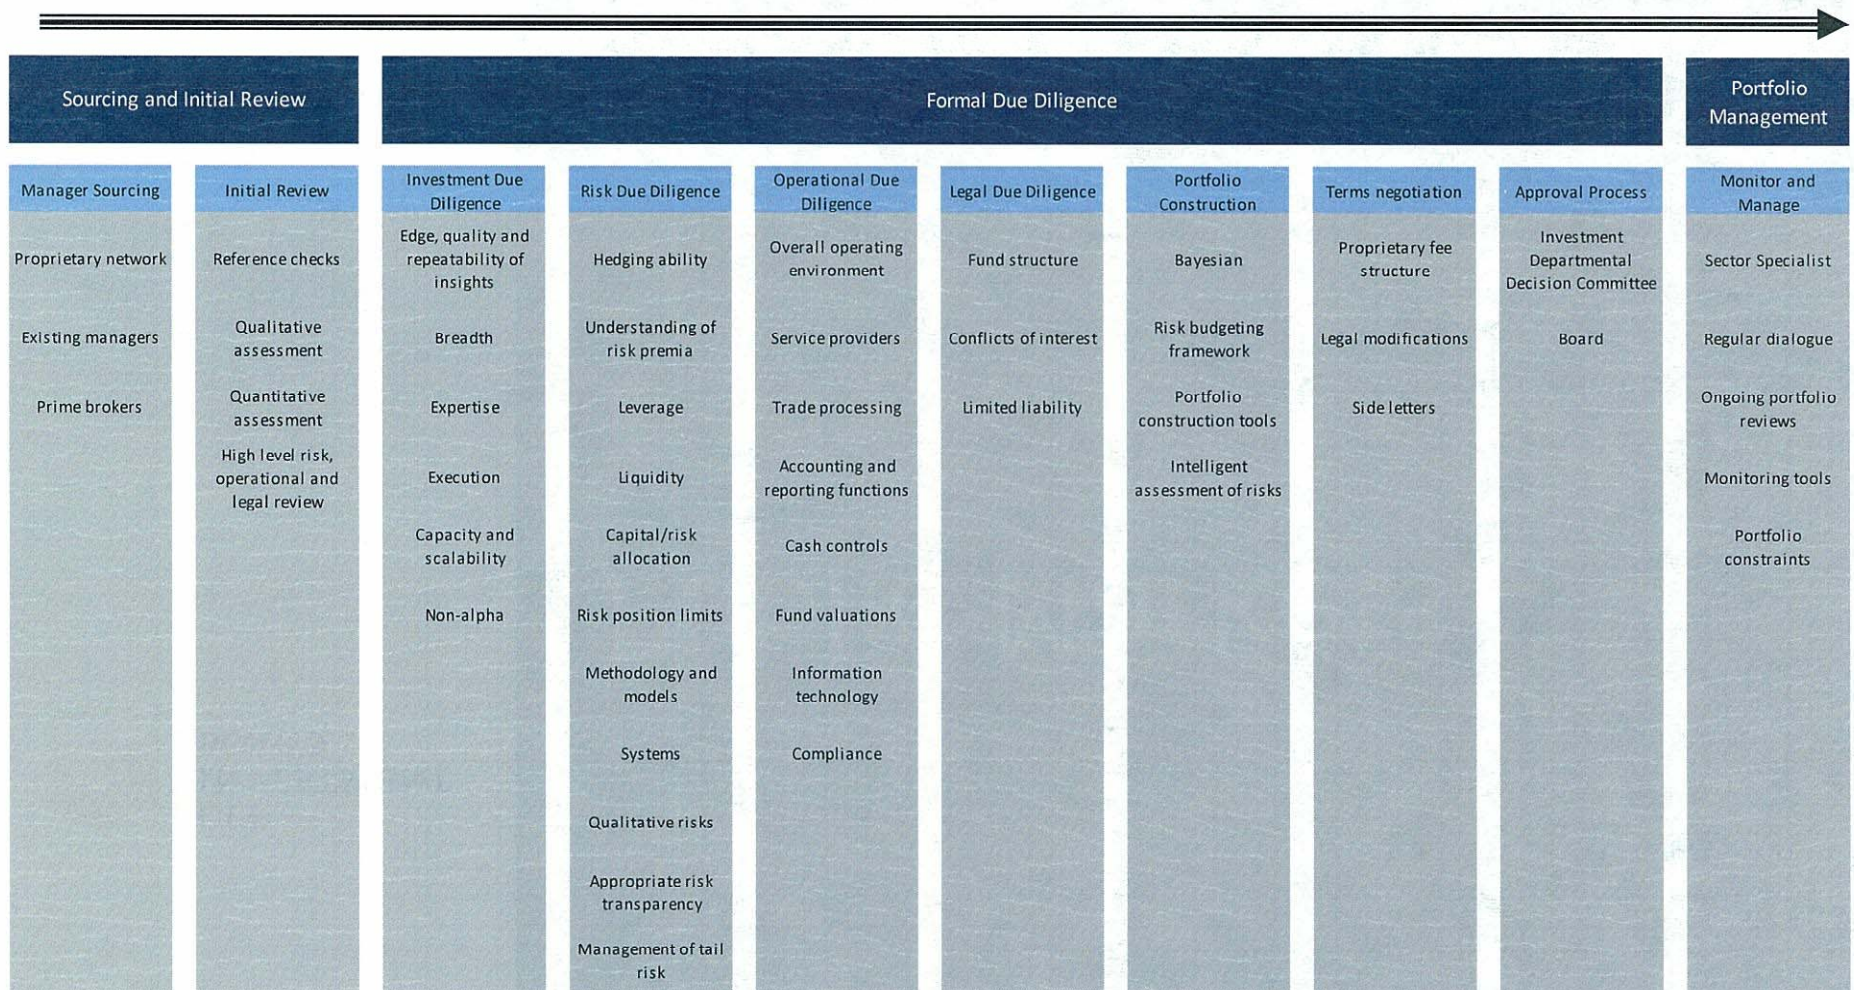 Sourcing and Initial Review
Formal Due Diligence
Portfolio
Management
Manager Sourcing
Proprietary network
Existing managers
Prime brokers
Initial Review
Reference checks
Qualitative
assessment
Quantitative
assessment
High level risk,
operational and
legal review
Investment Due
Diligence
Edge, quality and
repeatability of
insights
Breadth
Expertise
Execution
Capacity and
scalability
Non-alpha
Risk Due Diligence
Hedging ability
Understanding of
risk premia
Leverage
Liquidity
Capital/risk
allocation
Risk position limits
Methodology and
models
Systems
Qualitative risks
Appropriate risk
transparency
Management of tail
risk
Operational Due
Diligence
Overall operating
environment
Service providers
Trade processing
Accounting and
reporting functions
Cash controls
Fund valuations
Information
technology
Compliance
Legal Due Diligence
Fund structure
Conflicts of interest
Limited liability
Portfolio
Construction
Bayesian
Risk budgeting
framework
Portfolio
construction tools
Intelligent
assessment of risks
Terms negotiation
Proprietary fee
structure
Legal modifications
Side letters
Approval Process
Investment
Departmental
Decision Committee
Board
Monitor and
Manage
Sector Specialist
Regular dialogue
Ongoing portfolio
reviews
Monitoring tools
Portfolio
constraints